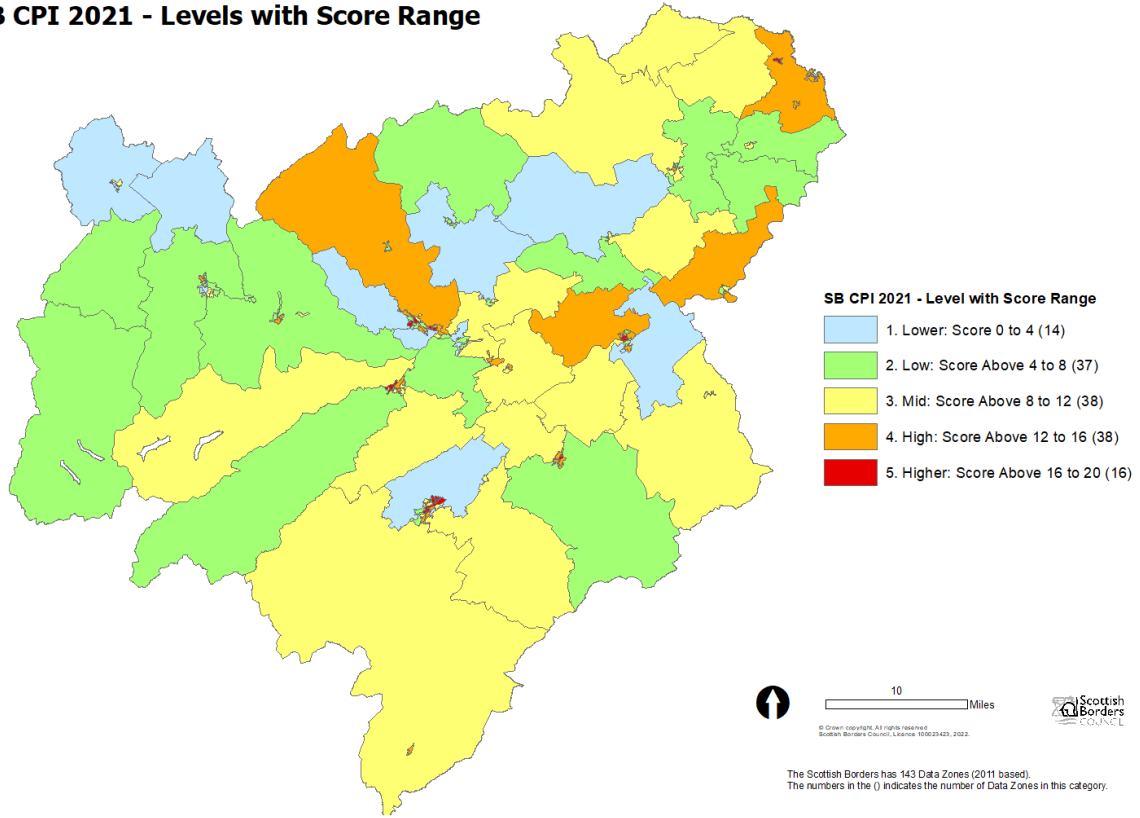 B CPI 2021 - Levels with Score Range
SB CPI 2021 - Level with Score Range
1. Lower: Score 0 to 4 (14)
2. Low: Score Above 4 to 8 (37)
3. Mid: Score Above 8 to 12 (38)
4. High: Score Above 12 to 16 (38)
5. Higher: Score Above 16 to 20 (16)
10
Miles
Scottish
Borders
COUNCIL
© Crown copyright. All rights reserved
Scottish Borders Council, Licence 100023423, 2022.
The Scottish Borders has 143 Data Zones (2011 based).
The numbers in the () indicates the number of Data Zones in this category.